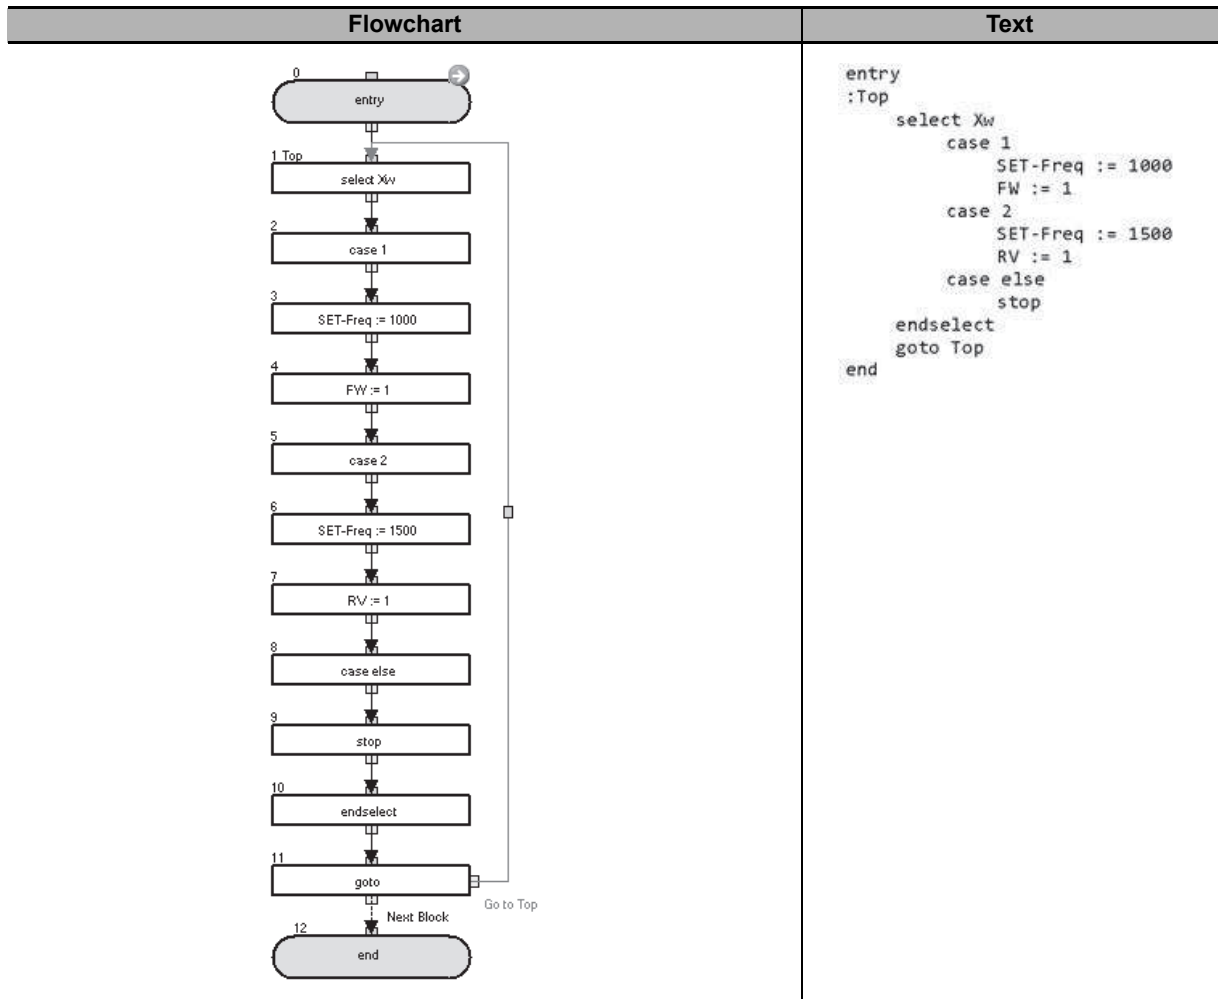 Flowchart
Text
0
entry
1 Top
select Xw
2
case 1
3
SET-Freq := 1000
4
FW := 1
5
case 2
6
SET-Freq := 1500
7
RV := 1
8
case else
9
stop
10
endselect
11
goto
Go to Top
Next Block
12
end
entry
:Top
select Xw
case 1
SET-Freq := 1000
FW := 1
case 2
SET-Freq := 1500
RV := 1
case else
stop
endselect
goto Top
end